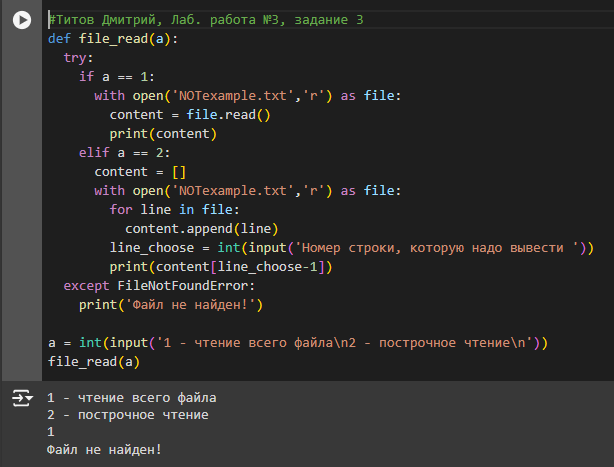 #Титов Дмитрий, Лаб. работа №3, задание 3
def file_read(a):
  try:
    if a == 1:
      with open('NOTexample.txt','r') as file:
        content = file.read()
        print(content)
    elif a == 2:
      content = []
      with open('NOTexample.txt','r') as file:
        for line in file:
          content.append(line)
        line_choose = int(input('Номер строки, которую надо вывести '))
        print(content[line_choose-1])
  except FileNotFoundError:
    print('Файл не найден!')

a = int(input('1 - чтение всего файла\n2 - построчное чтение\n'))
file_read(a)
1 - чтение всего файла
2 - построчное чтение
1
Файл не найден!